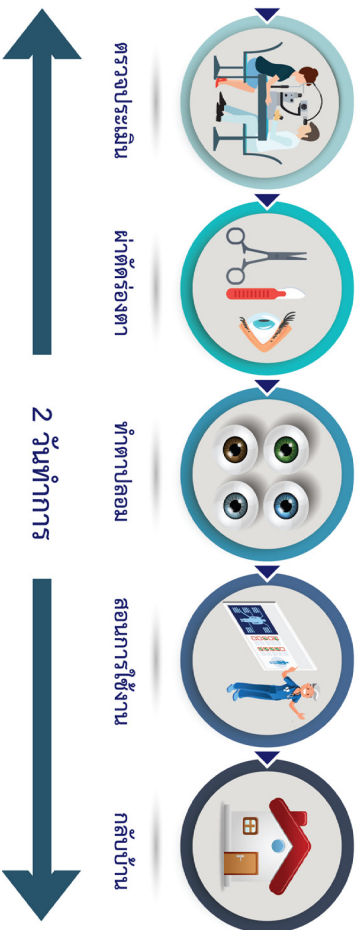 ตรวจประเมิน
ผ่าตัดร่องตา
ทำตาปลอม
สอนการใช้งาน
กลับบ้าน
2 วันทำการ